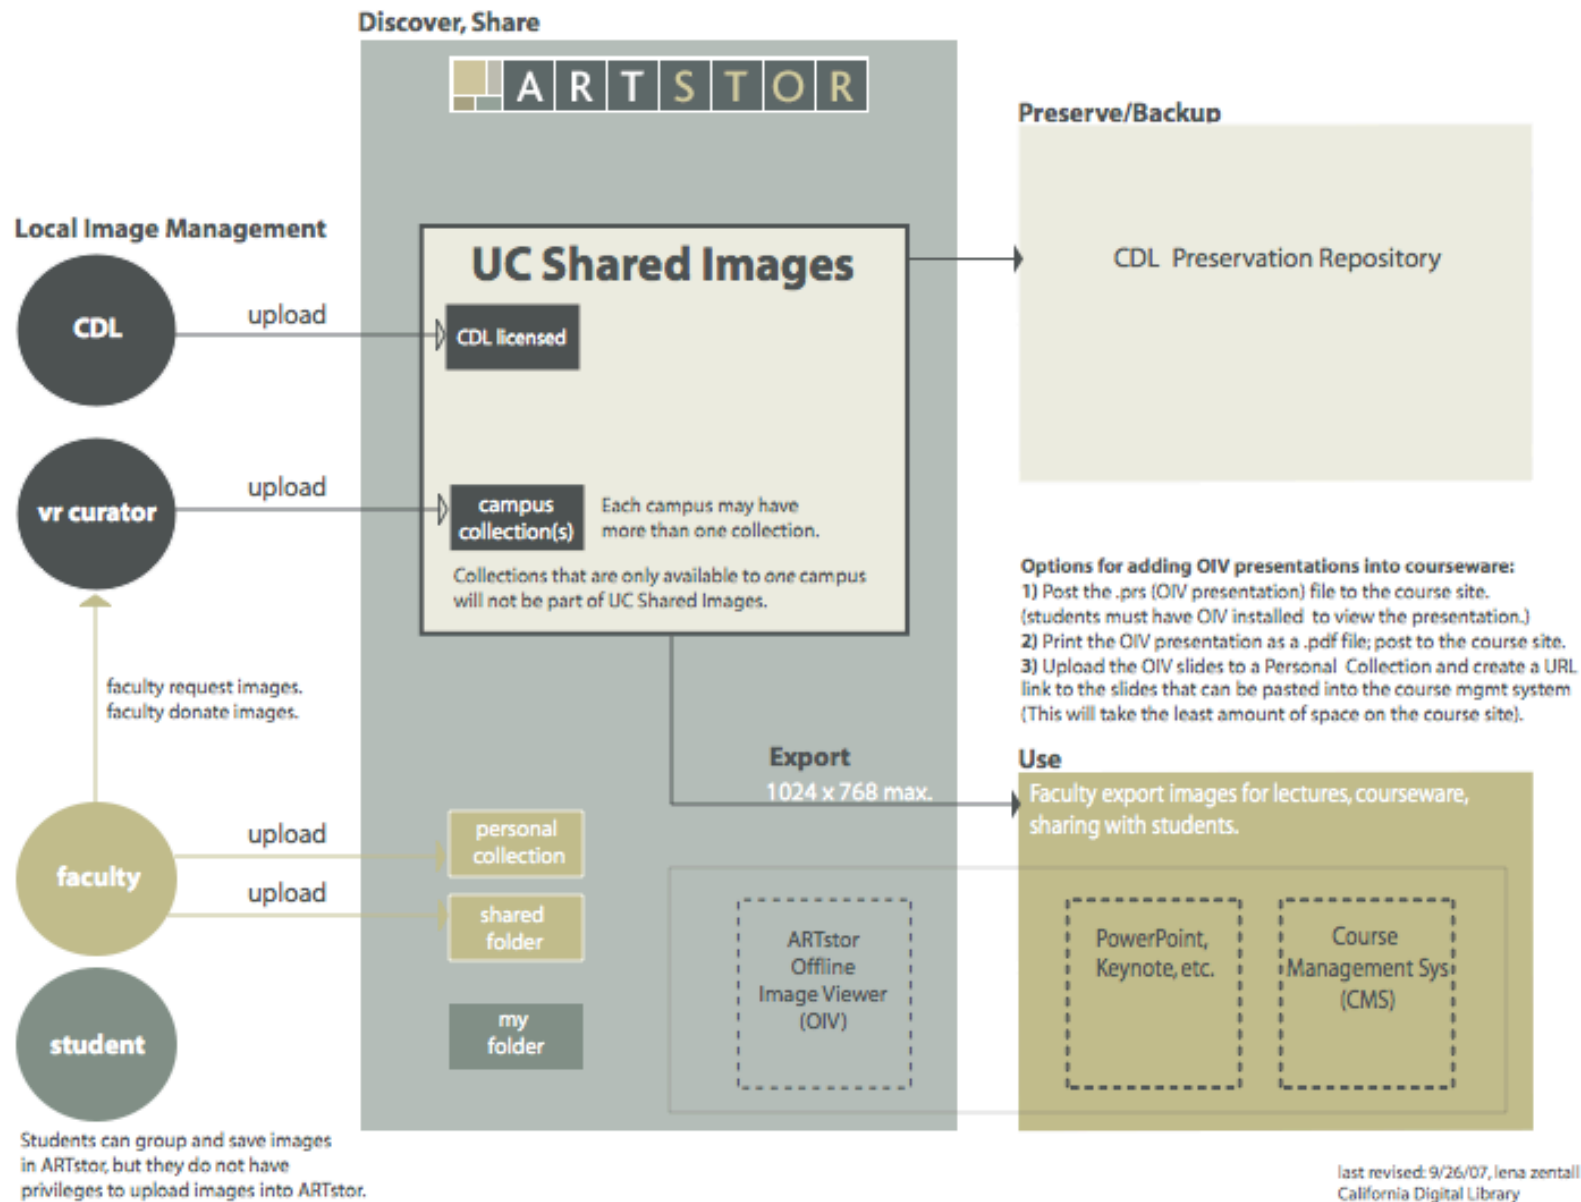 Discover, Share
ARTSTOR
Preserve/Backup
CDL Preservation Repository
Local Image Management
CDL
upload
vr curator
upload
faculty request images.
faculty donate images.
faculty
upload
upload
student
Students can group and save images
in ARTstor, but they do not have
privileges to upload images into ARTstor.
UC Shared Images
CDL licensed
campus
collection(s)
Each campus may have
more than one collection.
Collections that are only available to one campus
will not be part of UC Shared Images.
Export
1024 x 768 max.
personal
collection
shared
folder
my
folder
ARTstor
Offline
Image Viewer
(OIV)
Options for adding OIV presentations into courseware:
1) Post the .prs (OIV presentation) file to the course site.
(students must have OIV installed to view the presentation.)
2) Print the OIV presentation as a .pdf file; post to the course site.
3) Upload the OIV slides to a Personal Collection and create a URL
link to the slides that can be pasted into the course mgmt system
(This will take the least amount of space on the course site).
Use
Faculty export images for lectures, courseware,
sharing with students.
PowerPoint,
Keynote, etc.
Course
Management Sys
(CMS)
last revised: 9/26/07, lena zentall
California Digital Library